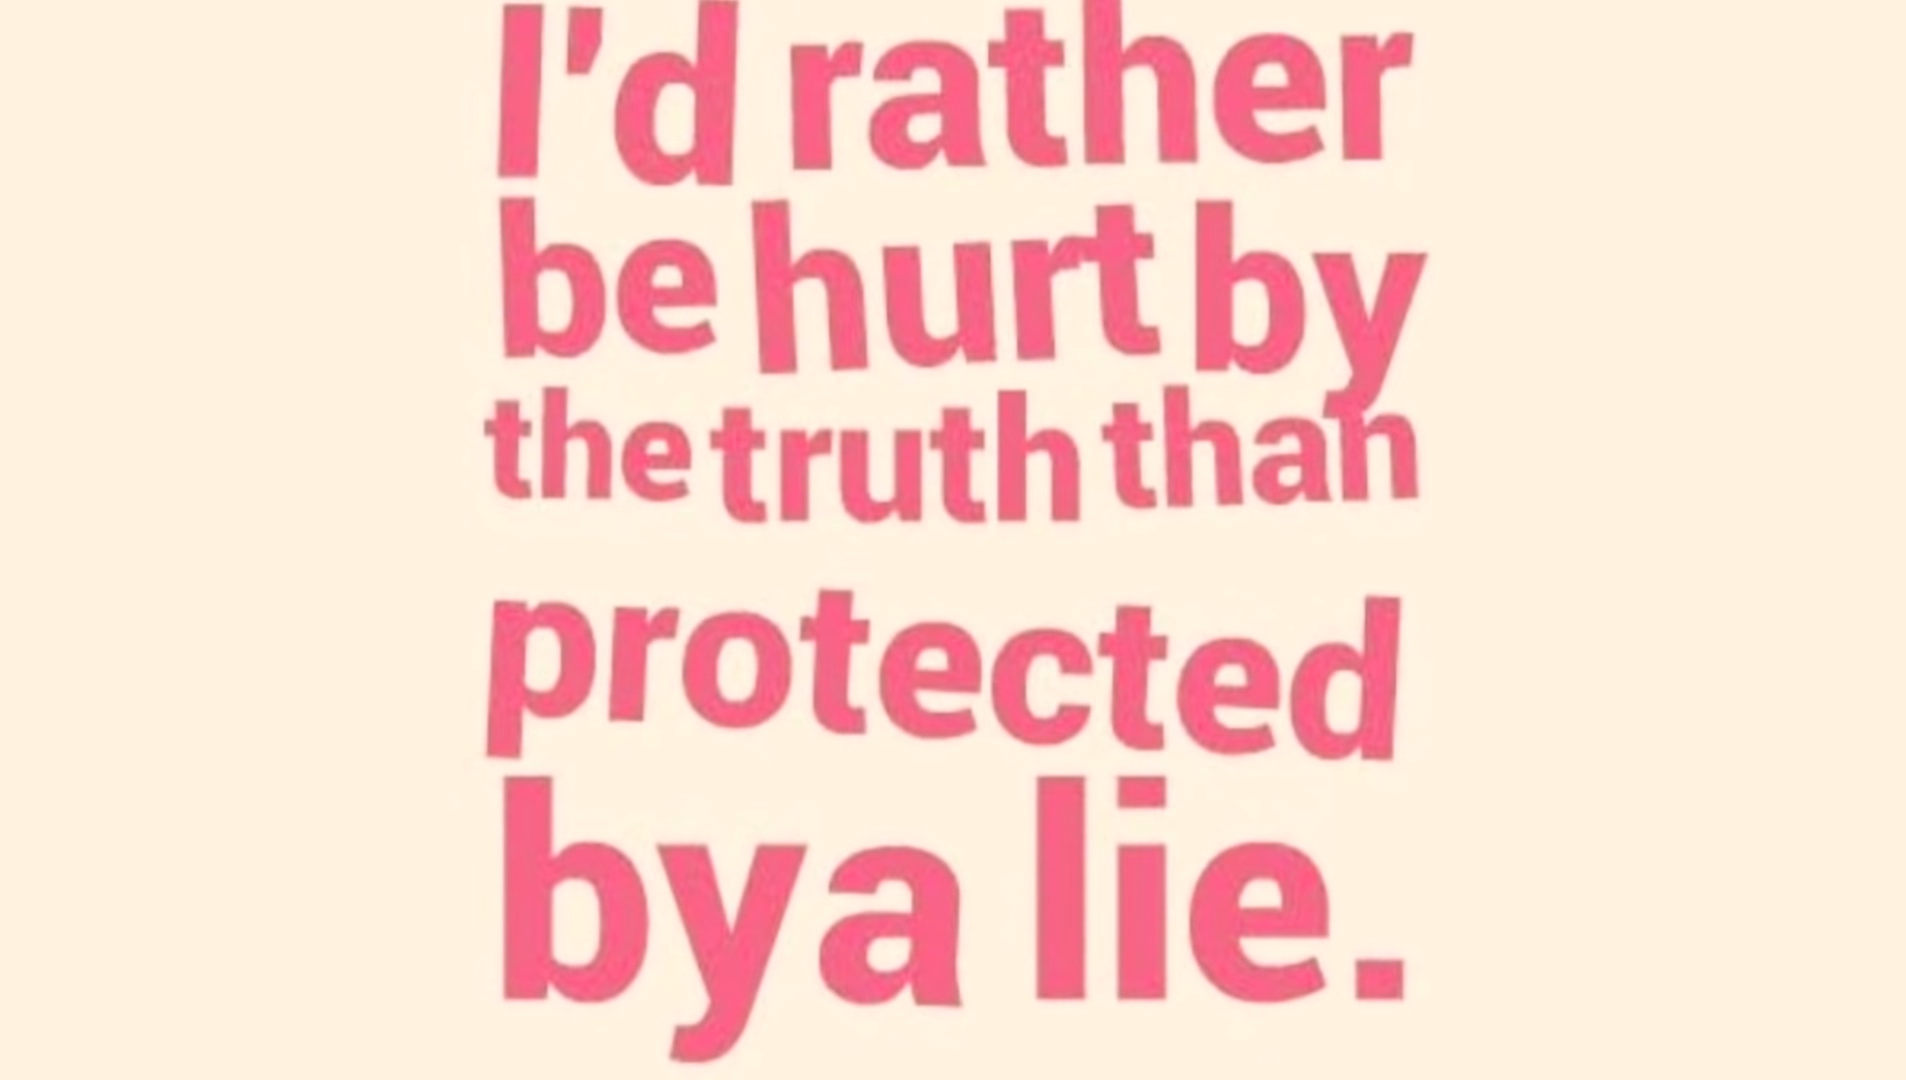 I'd rather
be hurt by
the truth than
protected
by a lie.